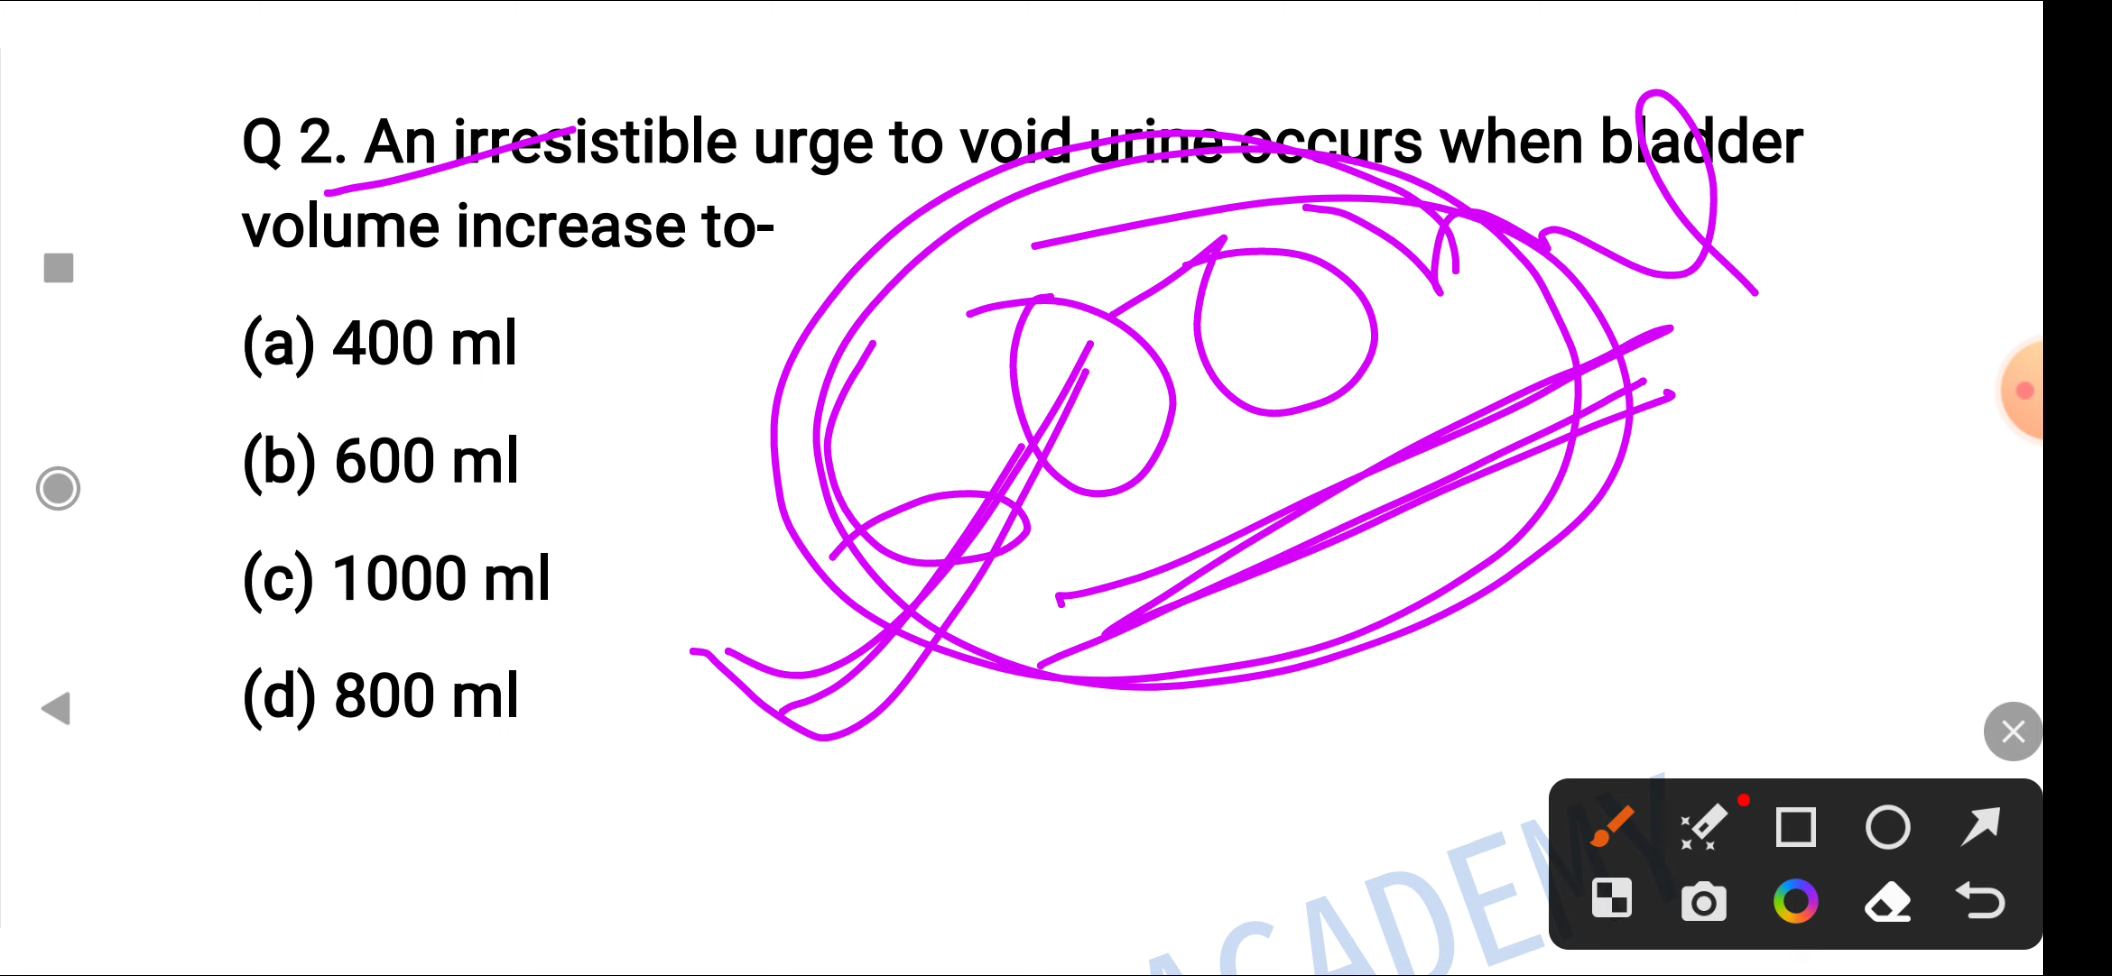 Q 2. An irresistible urge to void urine occurs when bladder
volume increase to-
(a) 400 ml
(b) 600 ml
(c) 1000 ml
(d) 800 ml
ACADEMY